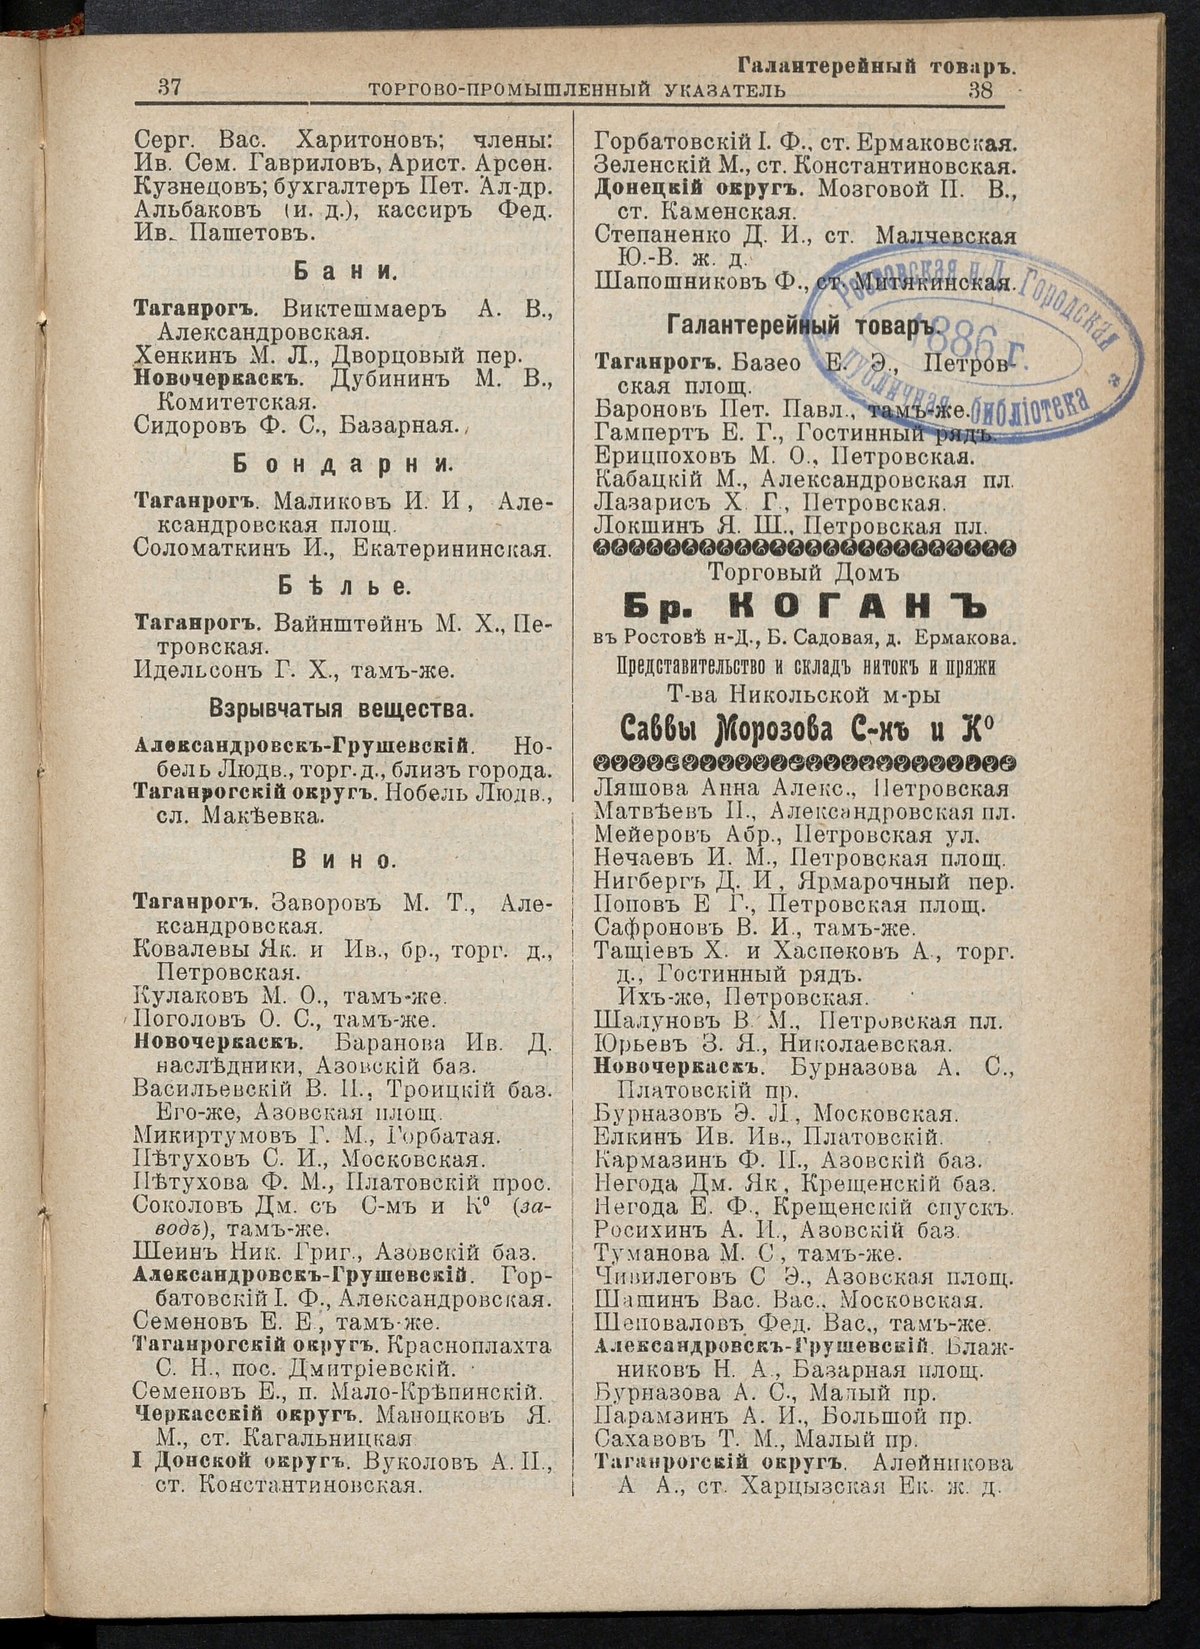 Галантерейный товаръ.
37 ТОРГОВО-ПРОМЫШЛЕННЫЙ УКАЗАТЕЛЬ 38
Серг. Вас. Харитоновъ; члены:
Ив. Сем. Гавриловъ, Арист. Арсен.
Кузнецовъ; бухгалтеръ Пет. Ал-др.
Альбаковъ (и. д.), кассиръ Фед.
Ив. Пашетовъ.
Бани.
Таганрогъ. Виктешмаеръ А. В.,
Александровская.
Хенкинъ М. Л., Дворцовый пер.
Новочеркаскъ. Дубининъ М. В.,
Комитетская.
Сидоровъ Ф. С., Базарная.
Бондарни.
Таганрогъ. Маликовъ И. И, Але-
ксандровская площ.
Соломаткинъ И., Екатерининская.
Бѣлье.
Таганрогъ. Вайнштейнъ М. Х., Пе-
тровская.
Идельсонъ Г. Х., тамъ-же.
Взрывчатыя вещества.
Александровскъ-Грушевскій. Но-
бель Людв., торг. д., близъ города.
Таганрогскій округъ. Нобель Людв.,
сл. Макѣевка.
Вино.
Таганрогъ. Заворовъ М. Т., Але-
ксандровская.
Ковалевы Як. и Ив., бр., торг. д.,
Петровская.
Кулаковъ М. О., тамъ-же.
Поголовъ О. С., тамъ-же.
Новочеркаскъ. Баранова Ив. Д.
наслѣдники, Азовскій баз.
Васильевскій В. П., Троицкій баз.
Его-же, Азовская площ.
Микиртумовъ Г. М., Горбатая.
Пѣтуховъ С. И., Московская.
Пѣтухова Ф. М., Платовскій прос.
Соколовъ Дм. съ С-мъ и К⁰ (за-
водъ), тамъ-же.
Шеинъ Ник. Григ., Азовскій баз.
Александровскъ-Грушевскій. Гор-
батовскій І. Ф., Александровская.
Семеновъ Е. Е, тамъ-же.
Таганрогскій округъ. Красноплахта
С. Н., пос. Дмитріевскій.
Семеновъ Е., п. Мало-Крѣпинскій.
Черкасскій округъ. Маноцковъ Я.
М., ст. Кагальницкая
I Донской округъ. Вуколовъ А. П.,
ст. Константиновская.
Горбатовскій І. Ф., ст. Ермаковская.
Зеленскій М., ст. Константиновская.
Донецкій округъ. Мозговой П. В.,
ст. Каменская.
Степаненко Д. И., ст. Малчевская
Ю.-В. ж. д.
Шапошниковъ Ф., ст. Митякинская.
Ростовская н.Д. Городская
1886 г.
публичная библіотека
Галантерейный товаръ.
Таганрогъ. Базео Е. Э., Петров-
ская площ.
Бароновъ Пет. Павл., тамъ-же.
Гампертъ Е. Г., Гостинный рядъ.
Ерицпоховъ М. О., Петровская.
Кабацкій М., Александровская пл.
Лазарисъ Х. Г., Петровская.
Локшинъ Я. Ш., Петровская пл.
Торговый Домъ
Бр. КОГАНЪ
въ Ростовѣ н-Д., Б. Садовая, д. Ермакова.
Представительство и складъ нитокъ и пряжи
Т-ва Никольской м-ры
Саввы Морозова С-нъ и К⁰
Ляшова Анна Алекс., Петровская
Матвѣевъ П., Александровская пл.
Мейеровъ Абр., Петровская ул.
Нечаевъ И. М., Петровская площ.
Нигбергъ Д. И, Ярмарочный пер.
Поповъ Е Г., Петровская площ.
Сафроновъ В. И., тамъ-же.
Тащіевъ Х. и Хаспековъ А., торг.
д., Гостинный рядъ.
Ихъ-же, Петровская.
Шалуновъ В. М., Петровская пл.
Юрьевъ З. Я., Николаевская.
Новочеркаскъ. Бурназова А. С.,
Платовскій пр.
Бурназовъ Э. Л., Московская.
Елкинъ Ив. Ив., Платовскій.
Кармазинъ Ф. П., Азовскій баз.
Негода Дм. Як, Крещенскій баз.
Негода Е. Ф., Крещенскій спускъ.
Росихинъ А. И., Азовскій баз.
Туманова М. С, тамъ-же.
Чивилеговъ С Э., Азовская площ.
Шашинъ Вас. Вас., Московская.
Шеповаловъ Фед. Вас., тамъ-же.
Александровскъ-Грушевскій. Блаж-
никовъ Н. А., Базарная площ.
Бурназова А. С., Малый пр.
Парамзинъ А. И., Большой пр.
Сахавовъ Т. М., Малый пр.
Таганрогскій округъ. Алейникова
А А., ст. Харцызская Ек. ж. д.